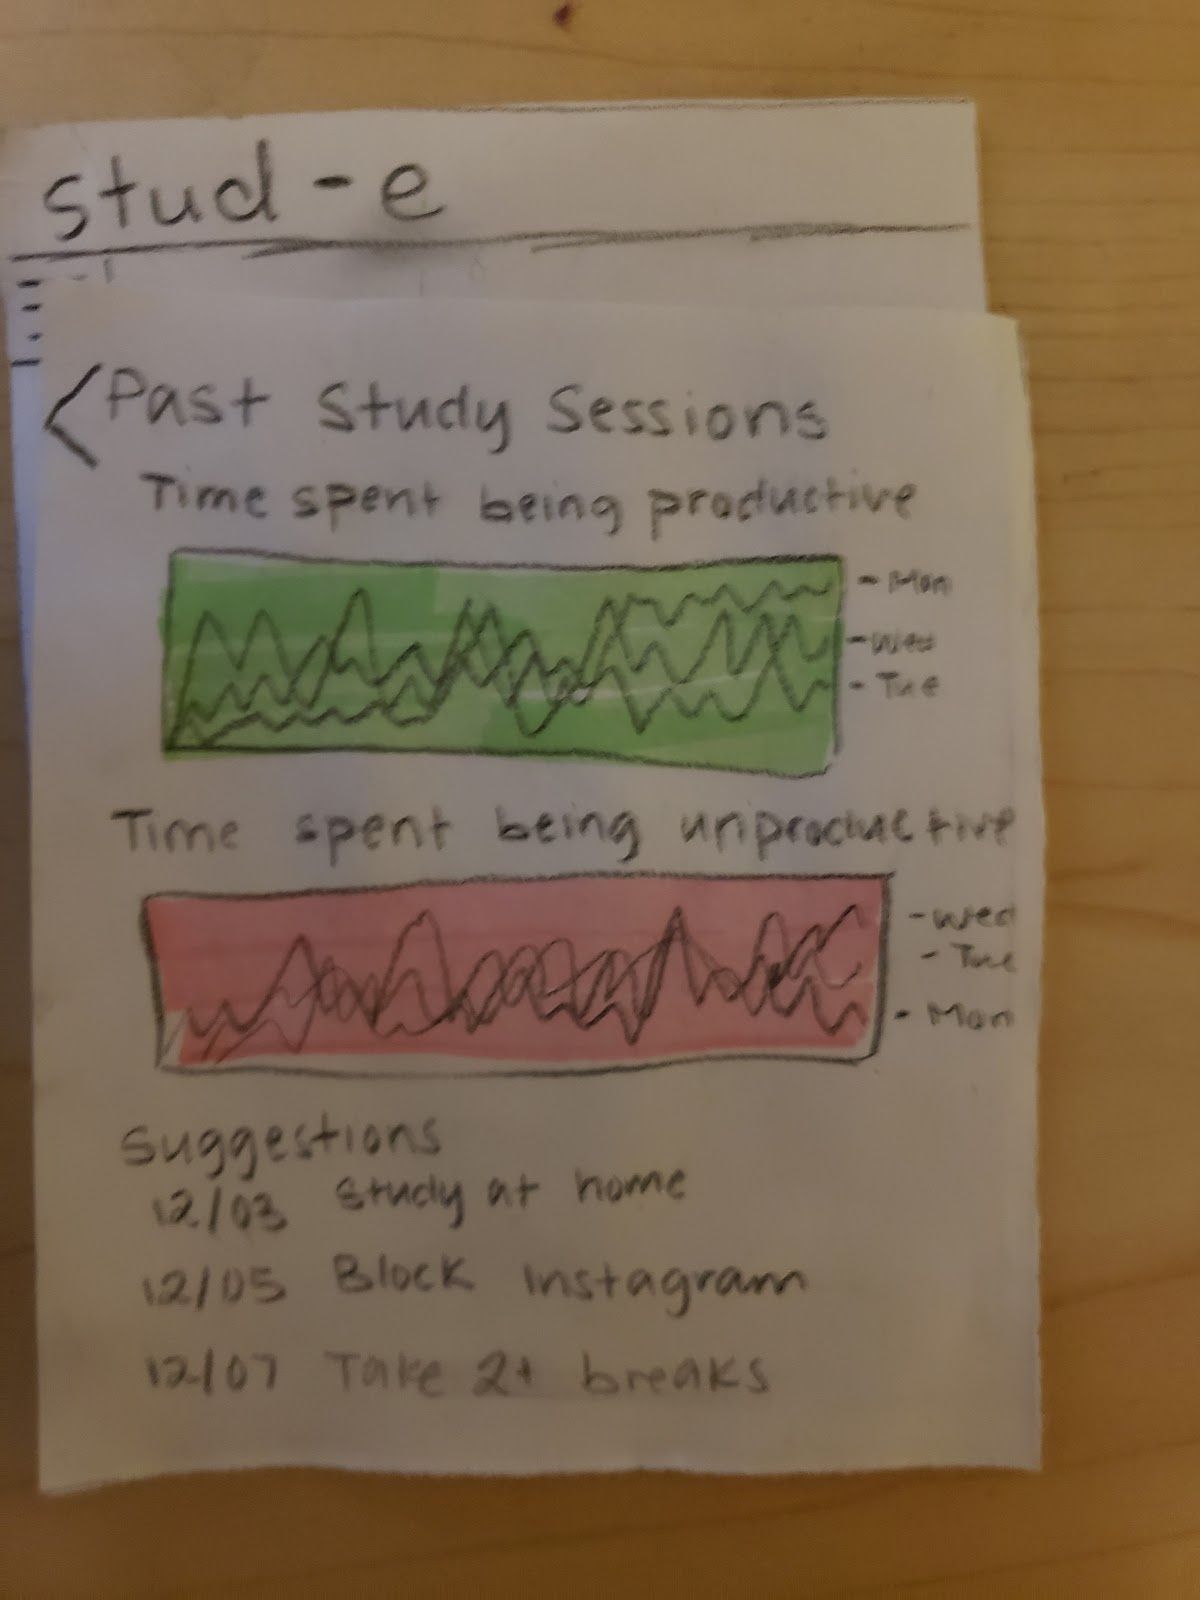 stud-e
Past Study Sessions
Time spent being productive
- Mon
- Wed
- Tue
Time spent being unproductive
- Wed
- Tue
- Mon
Suggestions
12/03 Study at home
12/05 Block Instagram
12/07 Take 2+ breaks